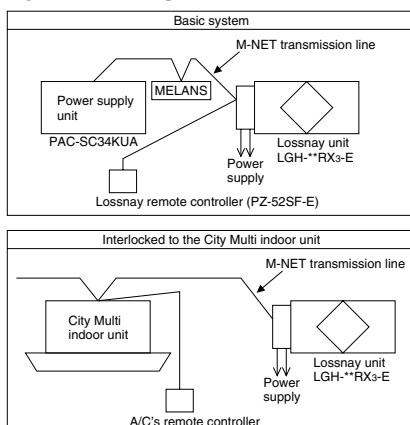 Basic system
M-NET transmission line
MELANS
Power supply
unit
PAC-SC34KUA
Lossnay unit
LGH-**RX3-E
Power
supply
Lossnay remote controller (PZ-52SF-E)
Interlocked to the City Multi indoor unit
M-NET transmission line
City Multi
indoor unit
Lossnay unit
LGH-**RX3-E
Power
supply
A/C's remote controller